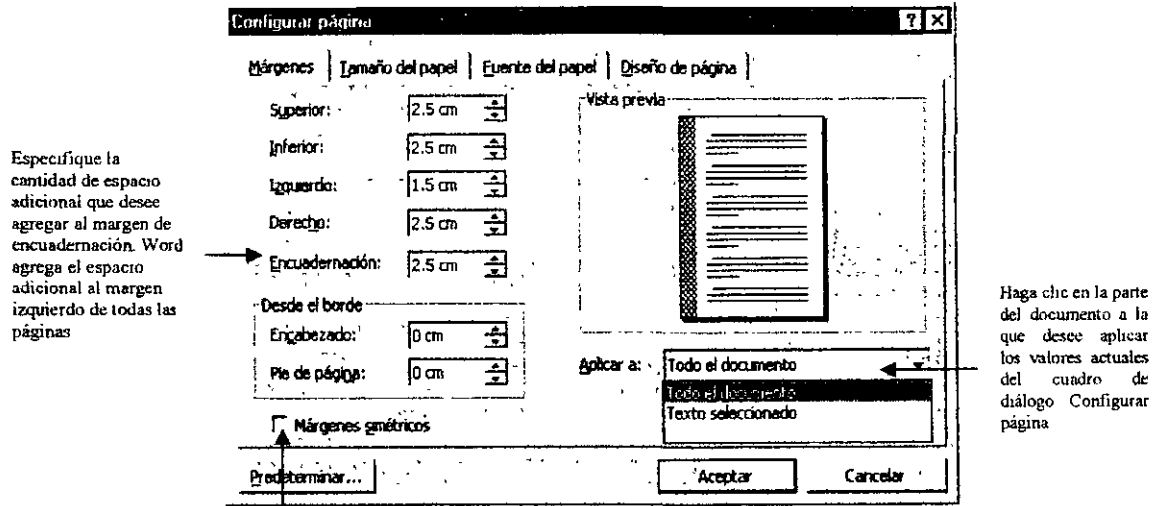 Configurar página
Márgenes
Tamaño del papel
Fuente del papel
Diseño de página
Superior: 2.5 cm
Inferior: 2.5 cm
Izquierdo: 1.5 cm
Derecho: 2.5 cm
Encuadernación: 2.5 cm
Desde el borde
Encabezado: 0 cm
Pie de página: 0 cm
Márgenes simétricos
Vista previa
Aplicar a: Todo el documento
Todo el documento
Texto seleccionado
Predeterminar...
Aceptar
Cancelar
Especifique la
cantidad de espacio
adicional que desee
agregar al margen de
encuadernación. Word
agrega el espacio
adicional al margen
izquierdo de todas las
páginas
Haga clic en la parte
del documento a la
que desee aplicar
los valores actuales
del cuadro de
diálogo Configurar
página